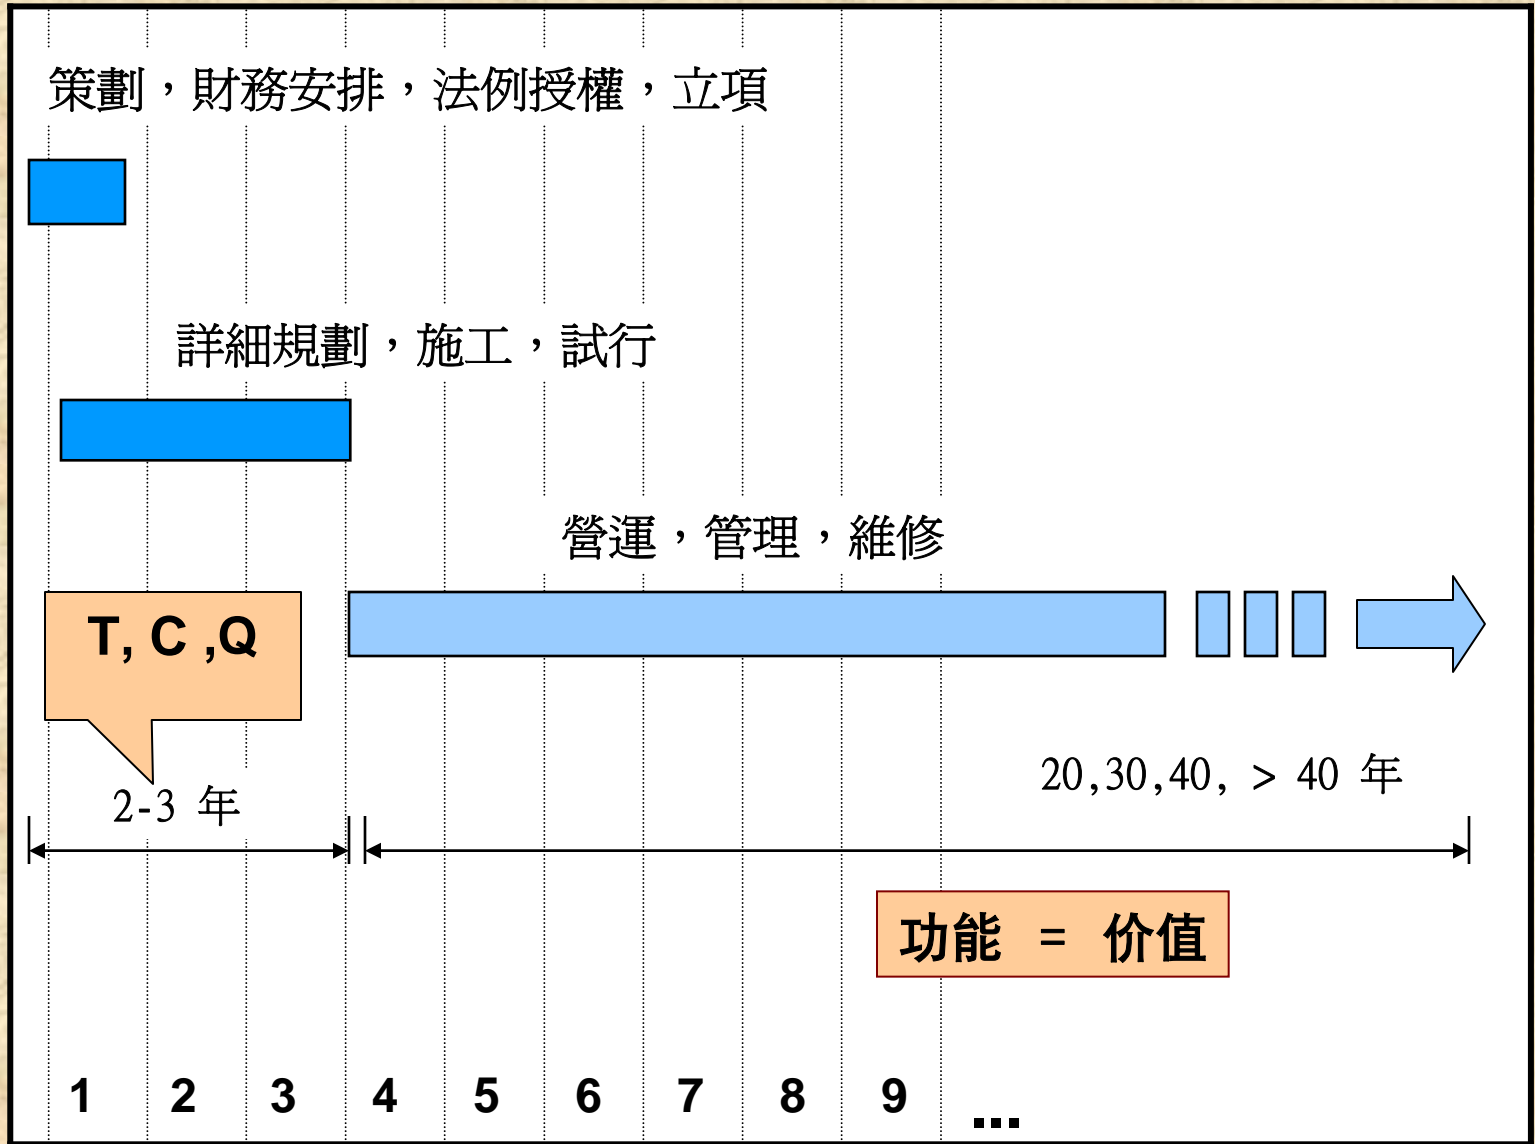 策劃，財務安排，法例授權，立項
詳細規劃，施工，試行
營運，管理，維修
T, C ,Q
20,30,40, > 40 年
2-3 年
功能 = 价值
1 2 3 4 5 6 7 8 9 ...